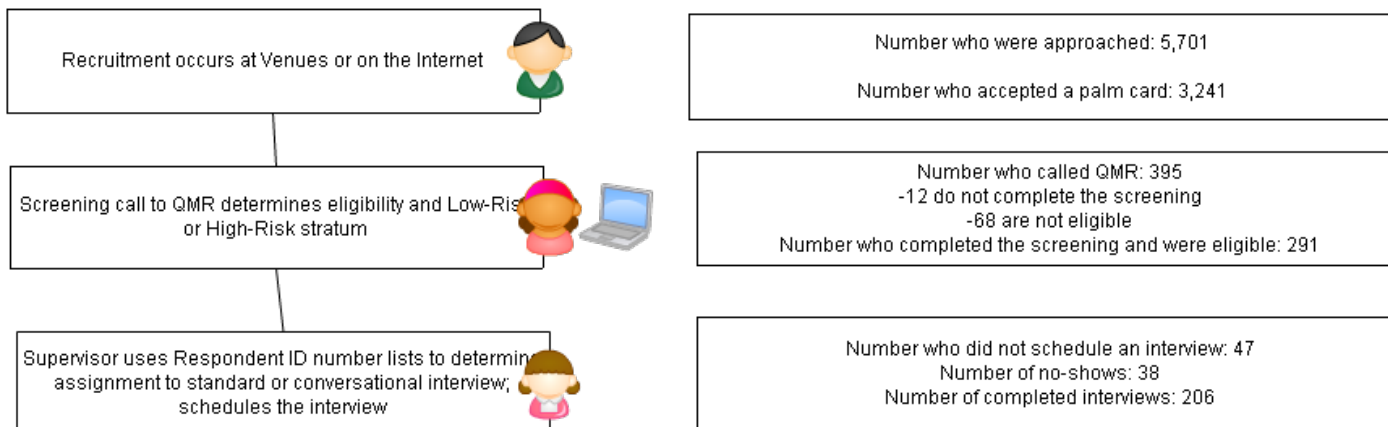 Recruitment occurs at Venues or on the Internet
Number who were approached: 5,701
Number who accepted a palm card: 3,241
Screening call to QMR determines eligibility and Low-Ris
or High-Risk stratum
Number who called QMR: 395
-12 do not complete the screening
-68 are not eligible
Number who completed the screening and were eligible: 291
Supervisor uses Respondent ID number lists to determin
assignment to standard or conversational interview;
schedules the interview
Number who did not schedule an interview: 47
Number of no-shows: 38
Number of completed interviews: 206